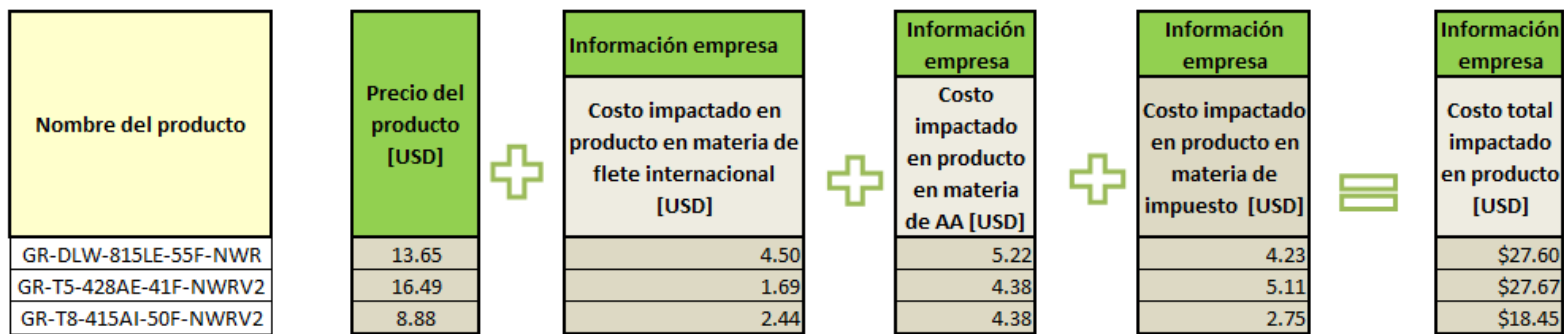 Nombre del producto
Precio del
producto
[USD]
Información empresa
Costo impactado en
producto en materia de
flete internacional
[USD]
Información
empresa
Costo
impactado
en producto
en materia
de AA [USD]
Información
empresa
Costo impactado
en producto en
materia de
impuesto [USD]
Información
empresa
Costo total
impactado
en producto
[USD]
GR-DLW-815LE-55F-NWR 13.65 4.50 5.22 4.23 $27.60
GR-T5-428AE-41F-NWRV2 16.49 1.69 4.38 5.11 $27.67
GR-T8-415AI-50F-NWRV2 8.88 2.44 4.38 2.75 $18.45